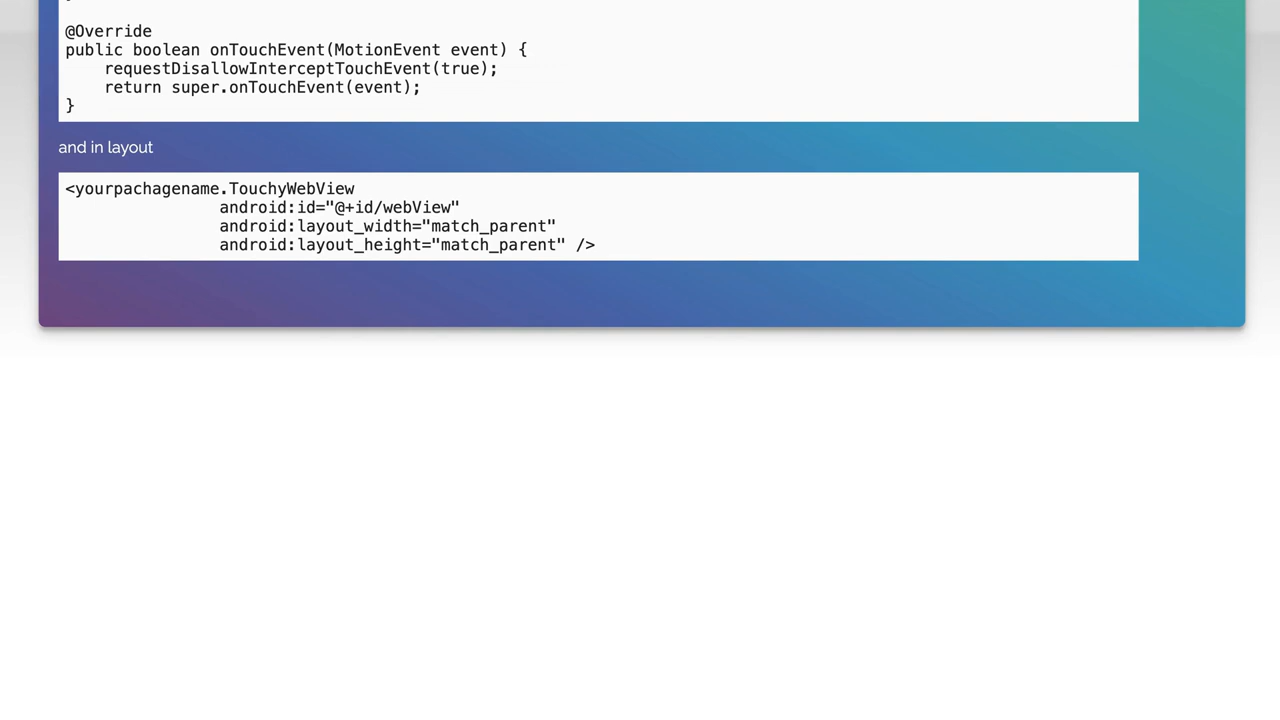 @Override
public boolean onTouchEvent(MotionEvent event) {
    requestDisallowInterceptTouchEvent(true);
    return super.onTouchEvent(event);
}
and in layout
<yourpachagename.TouchyWebView
                android:id="@+id/webView"
                android:layout_width="match_parent"
                android:layout_height="match_parent" />